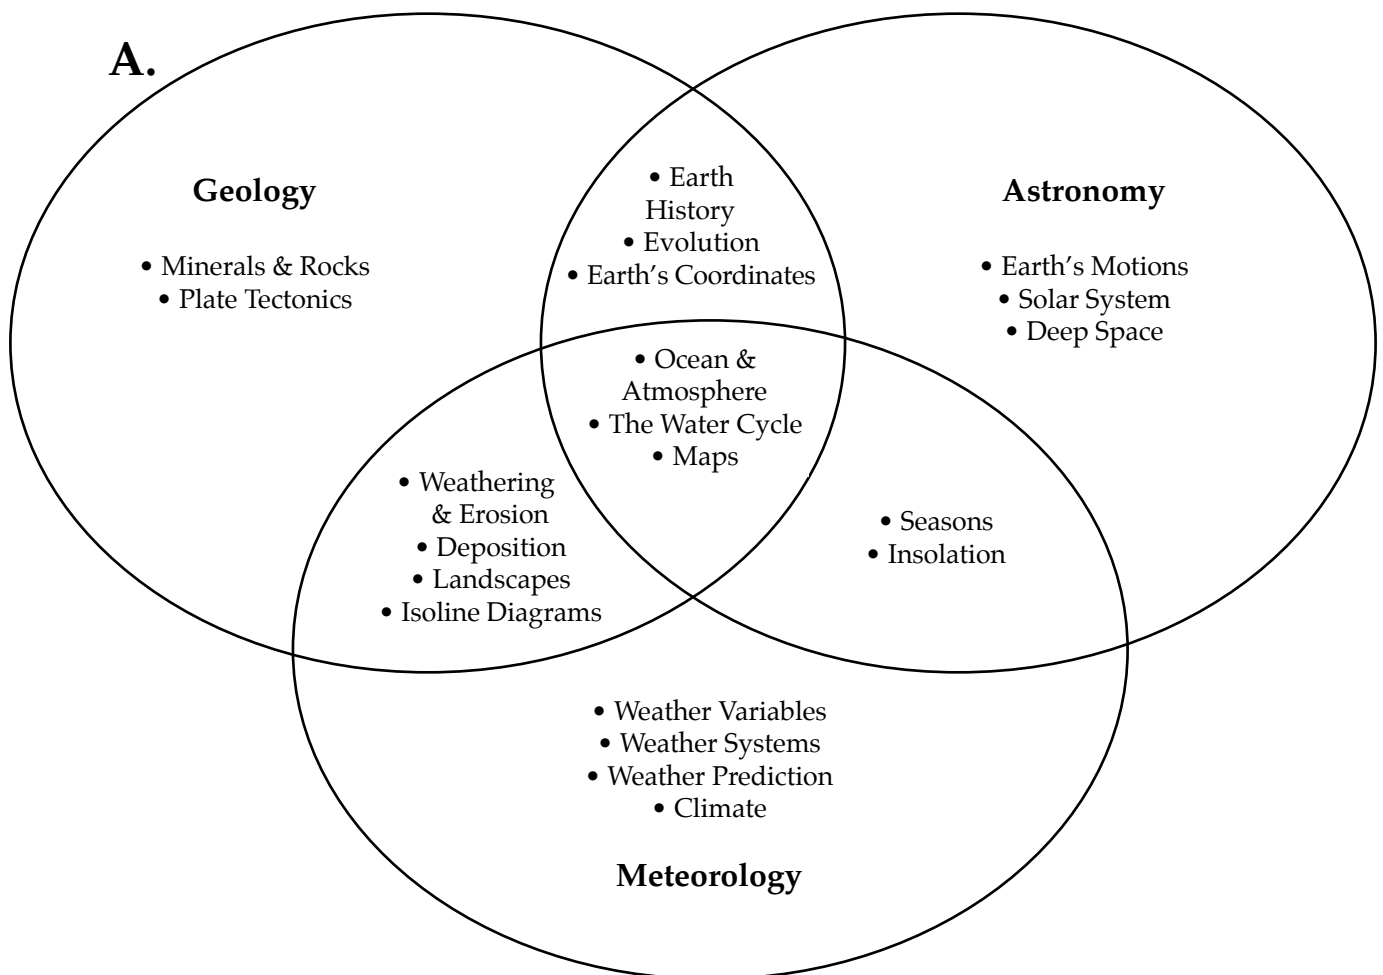 A.
Geology
• Minerals & Rocks
• Plate Tectonics
• Earth
History
• Evolution
• Earth's Coordinates
Astronomy
• Earth's Motions
• Solar System
• Deep Space
• Ocean &
Atmosphere
• The Water Cycle
• Maps
• Weathering
& Erosion
• Deposition
• Landscapes
• Isoline Diagrams
• Seasons
• Insolation
• Weather Variables
• Weather Systems
• Weather Prediction
• Climate
Meteorology